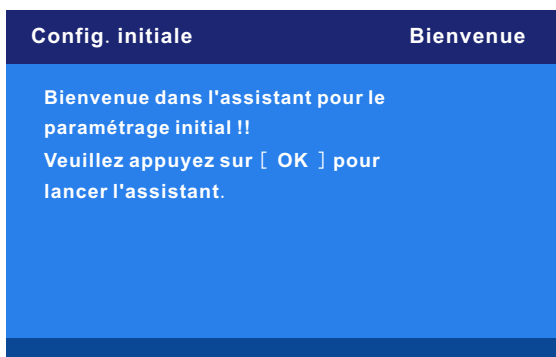 Config. initiale Bienvenue
Bienvenue dans l'assistant pour le
paramétrage initial !!
Veuillez appuyez sur [ OK ] pour
lancer l'assistant.